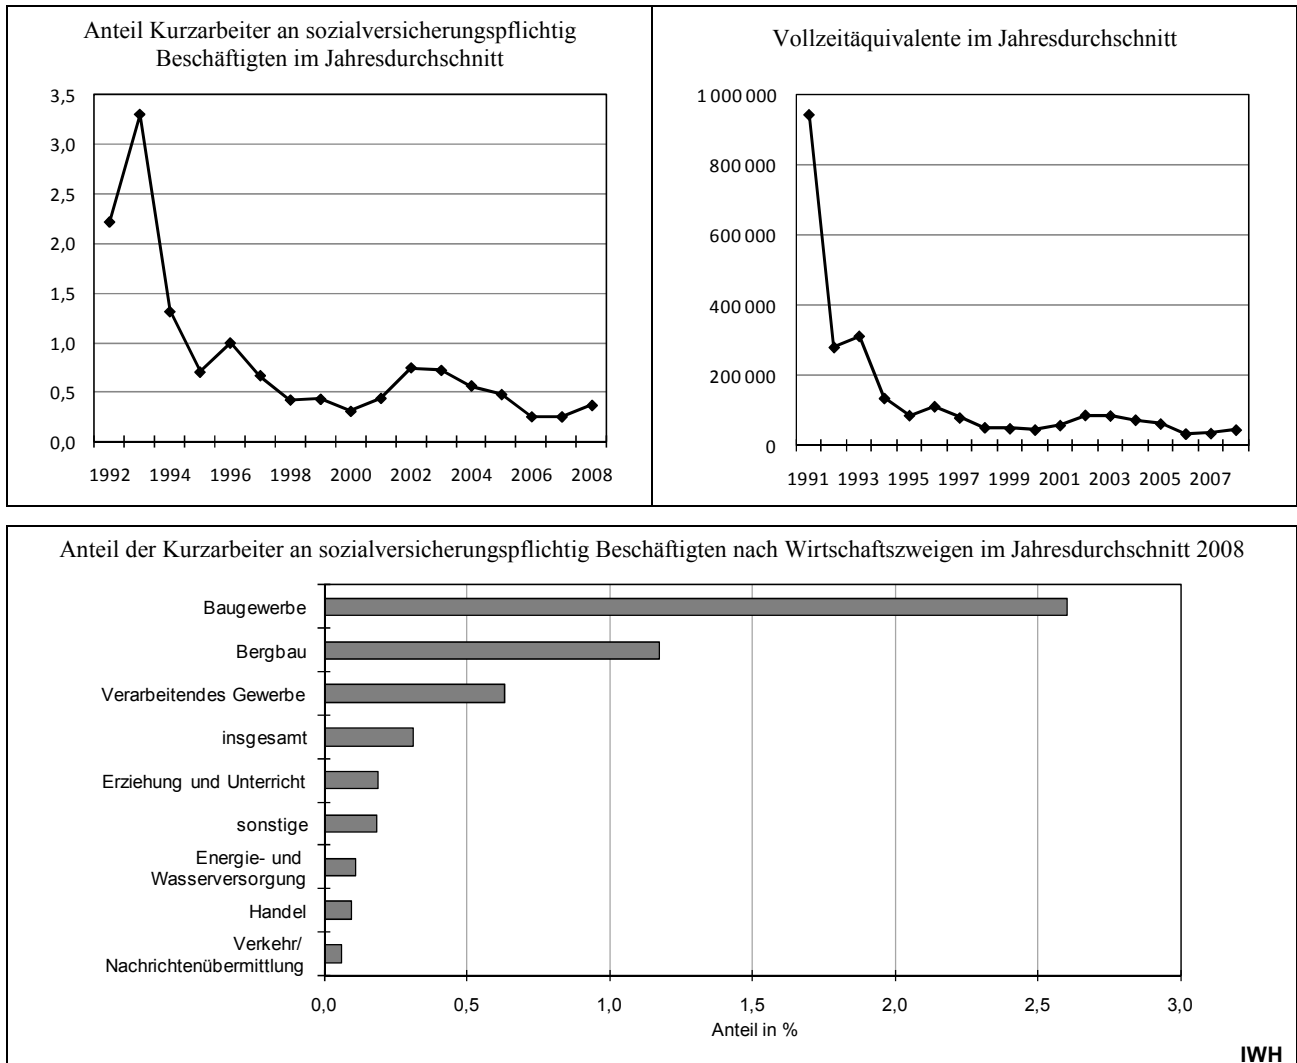 Anteil Kurzarbeiter an sozialversicherungspflichtig
Beschäftigten im Jahresdurchschnitt
3,5
3,0
2,5
2,0
1,5
1,0
0,5
0,0
1992 1994 1996 1998 2000 2002 2004 2006 2008
Vollzeitäquivalente im Jahresdurchschnitt
1 000 000
800 000
600 000
400 000
200 000
0
1991 1993 1995 1997 1999 2001 2003 2005 2007
Anteil der Kurzarbeiter an sozialversicherungspflichtig Beschäftigten nach Wirtschaftszweigen im Jahresdurchschnitt 2008
Baugewerbe
Bergbau
Verarbeitendes Gewerbe
insgesamt
Erziehung und Unterricht
sonstige
Energie- und
Wasserversorgung
Handel
Verkehr/
Nachrichtenübermittlung
0,0 0,5 1,0 1,5 2,0 2,5 3,0
Anteil in %
IWH